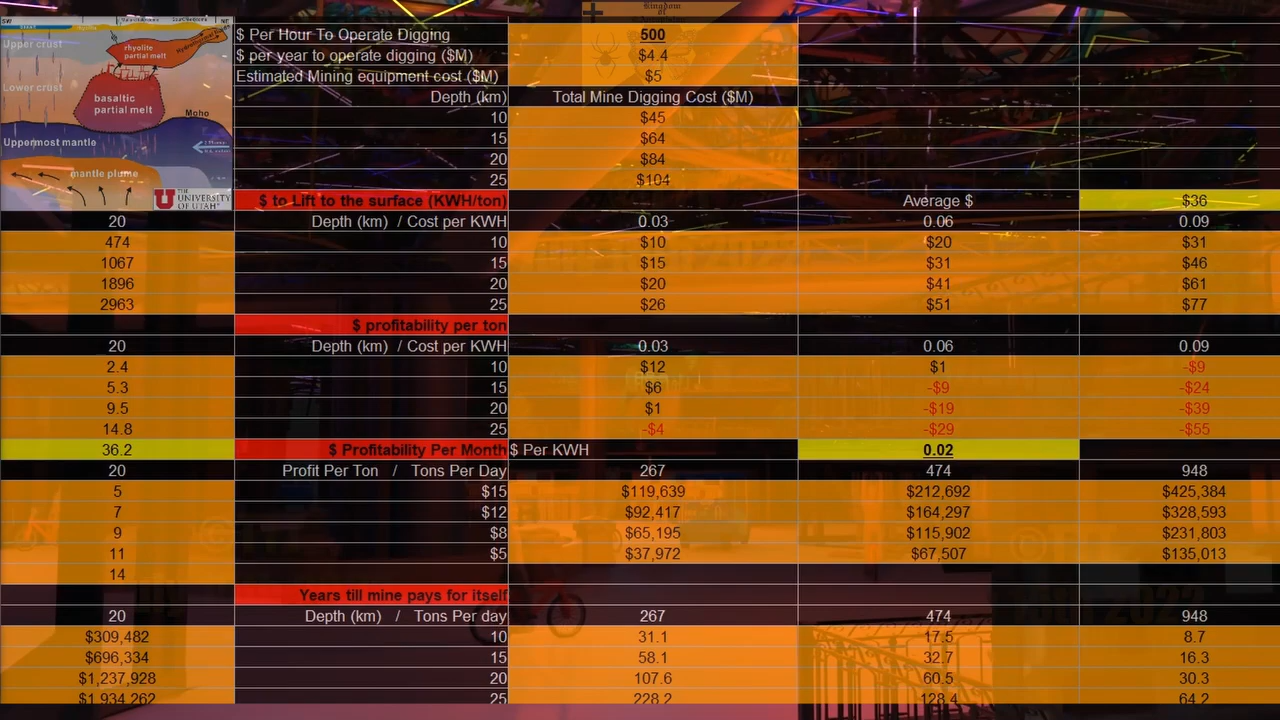 Kingdom
of
SW NE
Upper crust
rhyolite
partial melt
Lower crust
basaltic
partial melt
Moho
Uppermost mantle
mantle plume
THE
UNIVERSITY
OF UTAH
$ Per Hour To Operate Digging 500
$ per year to operate digging ($M) $4.4
Estimated Mining equipment cost ($M) $5
Depth (km) Total Mine Digging Cost ($M)
10 $45
15 $64
20 $84
25 $104
$ to Lift to the surface (KWH/ton) Average $ $36
20 Depth (km) / Cost per KWH 0.03 0.06 0.09
474 10 $10 $20 $31
1067 15 $15 $31 $46
1896 20 $20 $41 $61
2963 25 $26 $51 $77
$ profitability per ton
20 Depth (km) / Cost per KWH 0.03 0.06 0.09
2.4 10 $12 $1 -$9
5.3 15 $6 -$9 -$24
9.5 20 $1 -$19 -$39
14.8 25 -$4 -$29 -$55
36.2 $ Profitability Per Month $ Per KWH 0.02
20 Profit Per Ton / Tons Per Day 267 474 948
5 $15 $119,639 $212,692 $425,384
7 $12 $92,417 $164,297 $328,593
9 $8 $65,195 $115,902 $231,803
11 $5 $37,972 $67,507 $135,013
14
Years till mine pays for itself
20 Depth (km) / Tons Per day 267 474 948
$309,482 10 31.1 17.5 8.7
$696,334 15 58.1 32.7 16.3
$1,237,928 20 107.6 60.5 30.3
$1,934,262 25 228.2 128.4 64.2